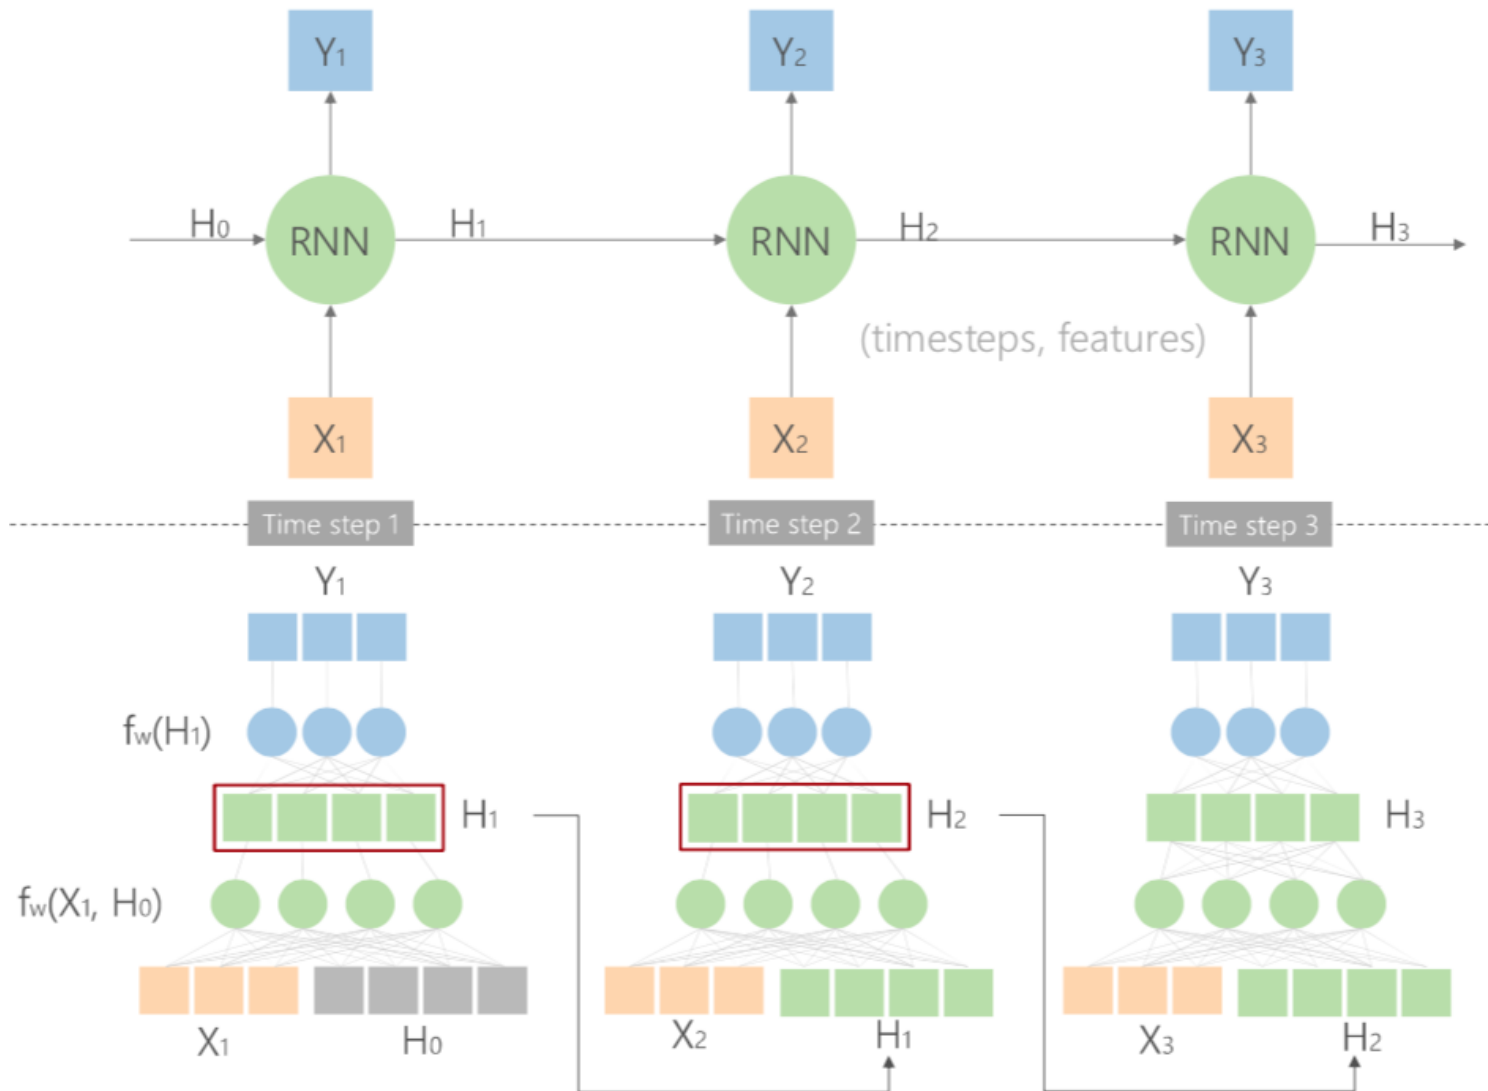 Y₁ Y₂ Y₃
H₀ RNN H₁ RNN H₂ RNN H₃
(timesteps, features)
X₁ X₂ X₃
Time step 1 Time step 2 Time step 3
Y₁ Y₂ Y₃
f_w(H₁)
H₁ H₂ H₃
f_w(X₁, H₀)
X₁ H₀ X₂ H₁ X₃ H₂